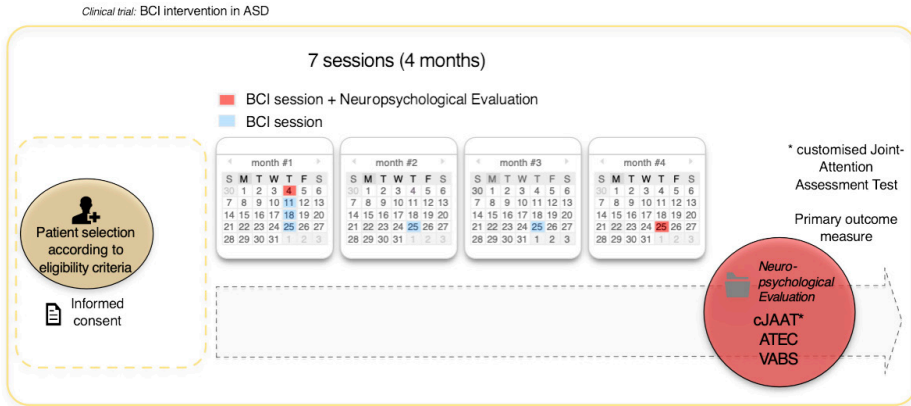 Clinical trial: BCI intervention in ASD
7 sessions (4 months)
BCI session + Neuropsychological Evaluation
BCI session
month #1
S M T W T F S
30 1 2 3 4 5 6
7 8 9 10 11 12 13
14 15 16 17 18 19 20
21 22 23 24 25 26 27
28 29 30 31 1 2 3
month #2
S M T W T F S
30 1 2 3 4 5 6
7 8 9 10 11 12 13
14 15 16 17 18 19 20
21 22 23 24 25 26 27
28 29 30 31 1 2 3
month #3
S M T W T F S
30 1 2 3 4 5 6
7 8 9 10 11 12 13
14 15 16 17 18 19 20
21 22 23 24 25 26 27
28 29 30 31 1 2 3
month #4
S M T W T F S
30 1 2 3 4 5 6
7 8 9 10 11 12 13
14 15 16 17 18 19 20
21 22 23 24 25 26 27
28 29 30 31 1 2 3
* customised Joint-
Attention
Assessment Test
Primary outcome
measure
Patient selection
according to
eligibility criteria
Informed
consent
Neuro-
psychological
Evaluation
cJAAT*
ATEC
VABS